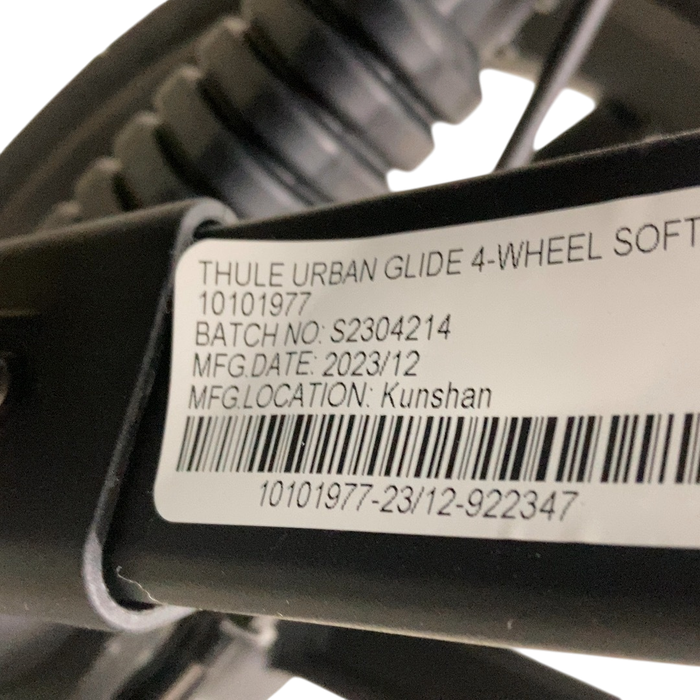 THULE URBAN GLIDE 4-WHEEL SOFT
10101977
BATCH NO: S2304214
MFG.DATE: 2023/12
MFG.LOCATION: Kunshan
10101977-23/12-922347